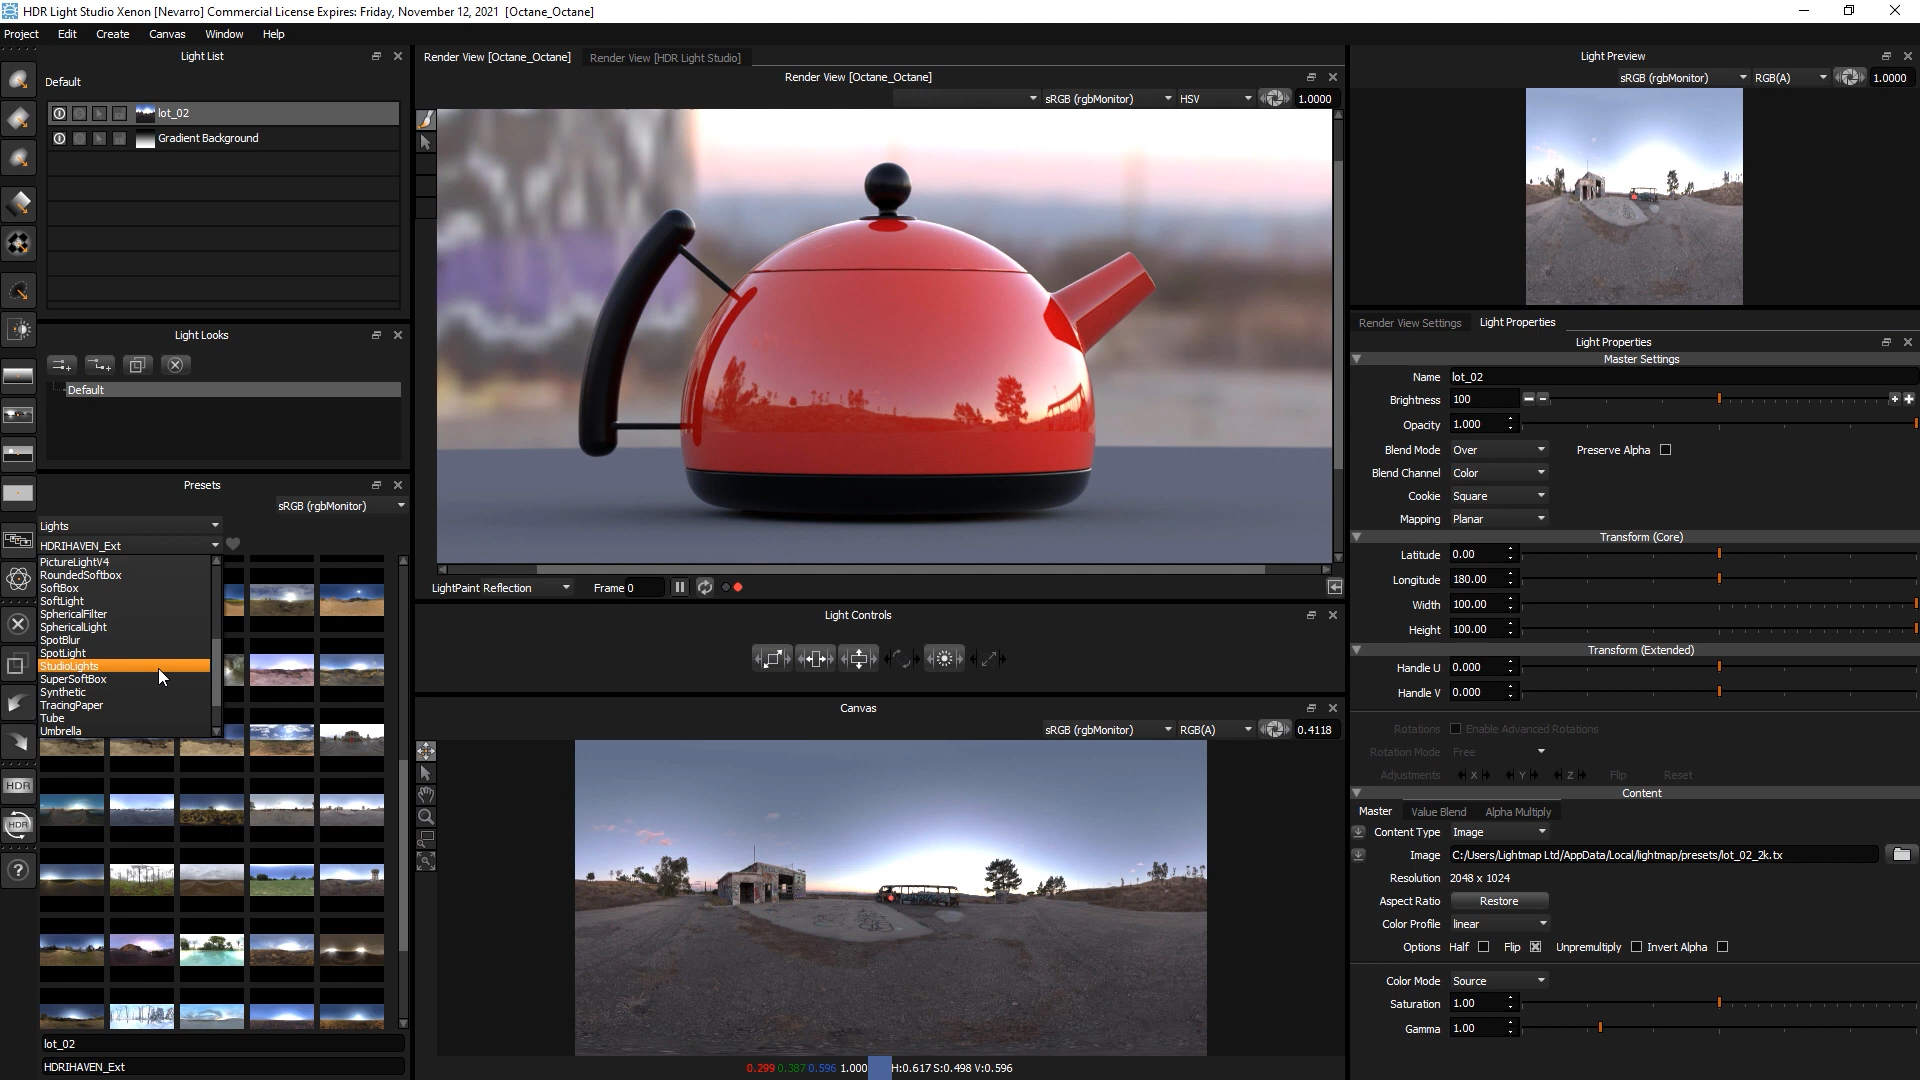 HDR Light Studio Xenon [Nevarro] Commercial License Expires: Friday, November 12, 2021 [Octane_Octane]
Project Edit Create Canvas Window Help
Light List
Default
lot_02
Gradient Background
Light Looks
Default
Presets
sRGB (rgbMonitor)
Lights
HDRIHAVEN_Ext
PictureLightV4
RoundedSoftbox
SoftBox
SoftLight
SphericalFilter
SphericalLight
SpotBlur
SpotLight
StudioLights
SuperSoftBox
Synthetic
TracingPaper
Tube
Umbrella
HDR
HDR
?
lot_02
HDRIHAVEN_Ext
Render View [Octane_Octane] Render View [HDR Light Studio]
Render View [Octane_Octane]
sRGB (rgbMonitor) HSV 1.0000
LightPaint Reflection Frame 0
Light Controls
Canvas
sRGB (rgbMonitor) RGB(A) 0.4118
0.299 0.387 0.596 1.000 H:0.617 S:0.498 V:0.596
Light Preview
sRGB (rgbMonitor) RGB(A) 1.0000
Render View Settings Light Properties
Light Properties
Master Settings
Name lot_02
Brightness 100
Opacity 1.000
Blend Mode Over Preserve Alpha
Blend Channel Color
Cookie Square
Mapping Planar
Transform (Core)
Latitude 0.00
Longitude 180.00
Width 100.00
Height 100.00
Transform (Extended)
Handle U 0.000
Handle V 0.000
Rotations Enable Advanced Rotations
Rotation Mode Free
Adjustments X Y Z Flip Reset
Content
Master Value Blend Alpha Multiply
Content Type Image
Image C:/Users/Lightmap Ltd/AppData/Local/lightmap/presets/lot_02_2k.tx
Resolution 2048 x 1024
Aspect Ratio Restore
Color Profile linear
Options Half Flip Unpremultiply Invert Alpha
Color Mode Source
Saturation 1.00
Gamma 1.00